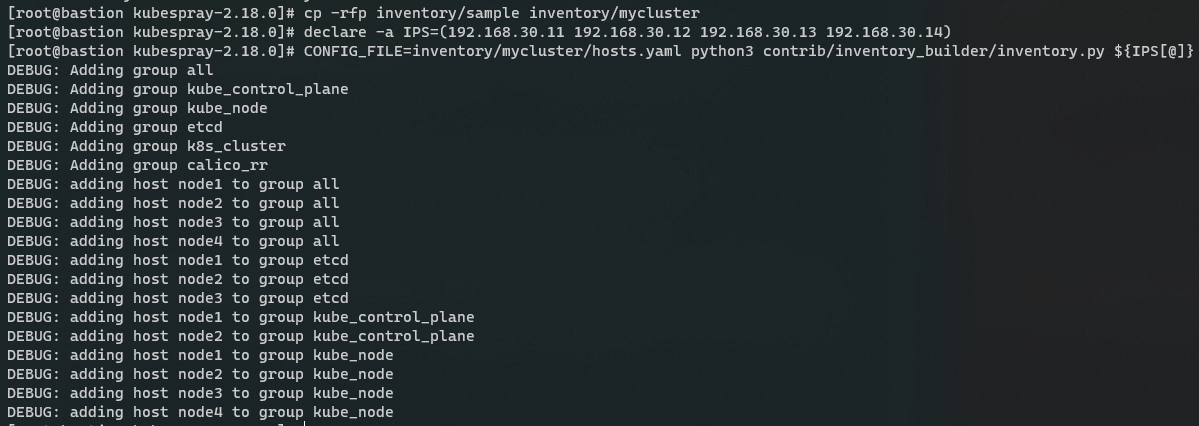 [root@bastion kubespray-2.18.0]# cp -rfp inventory/sample inventory/mycluster
[root@bastion kubespray-2.18.0]# declare -a IPS=(192.168.30.11 192.168.30.12 192.168.30.13 192.168.30.14)
[root@bastion kubespray-2.18.0]# CONFIG_FILE=inventory/mycluster/hosts.yaml python3 contrib/inventory_builder/inventory.py ${IPS[@]}
DEBUG: Adding group all
DEBUG: Adding group kube_control_plane
DEBUG: Adding group kube_node
DEBUG: Adding group etcd
DEBUG: Adding group k8s_cluster
DEBUG: Adding group calico_rr
DEBUG: adding host node1 to group all
DEBUG: adding host node2 to group all
DEBUG: adding host node3 to group all
DEBUG: adding host node4 to group all
DEBUG: adding host node1 to group etcd
DEBUG: adding host node2 to group etcd
DEBUG: adding host node3 to group etcd
DEBUG: adding host node1 to group kube_control_plane
DEBUG: adding host node2 to group kube_control_plane
DEBUG: adding host node1 to group kube_node
DEBUG: adding host node2 to group kube_node
DEBUG: adding host node3 to group kube_node
DEBUG: adding host node4 to group kube_node